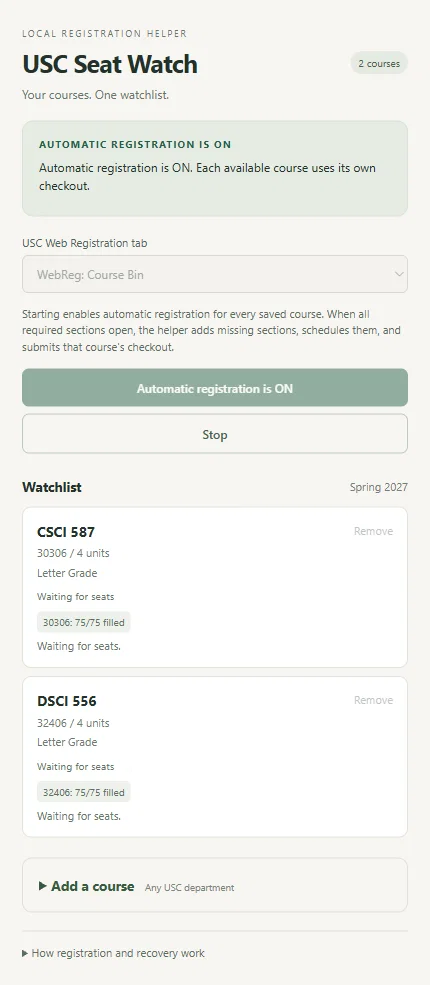 LOCAL REGISTRATION HELPER
USC Seat Watch
2 courses
Your courses. One watchlist.
AUTOMATIC REGISTRATION IS ON
Automatic registration is ON. Each available course uses its own
checkout.
USC Web Registration tab
WebReg: Course Bin
Starting enables automatic registration for every saved course. When all
required sections open, the helper adds missing sections, schedules them, and
submits that course's checkout.
Automatic registration is ON
Stop
Watchlist
Spring 2027
CSCI 587
Remove
30306 / 4 units
Letter Grade
Waiting for seats
30306: 75/75 filled
Waiting for seats.
DSCI 556
Remove
32406 / 4 units
Letter Grade
Waiting for seats
32406: 75/75 filled
Waiting for seats.
Add a course Any USC department
How registration and recovery work